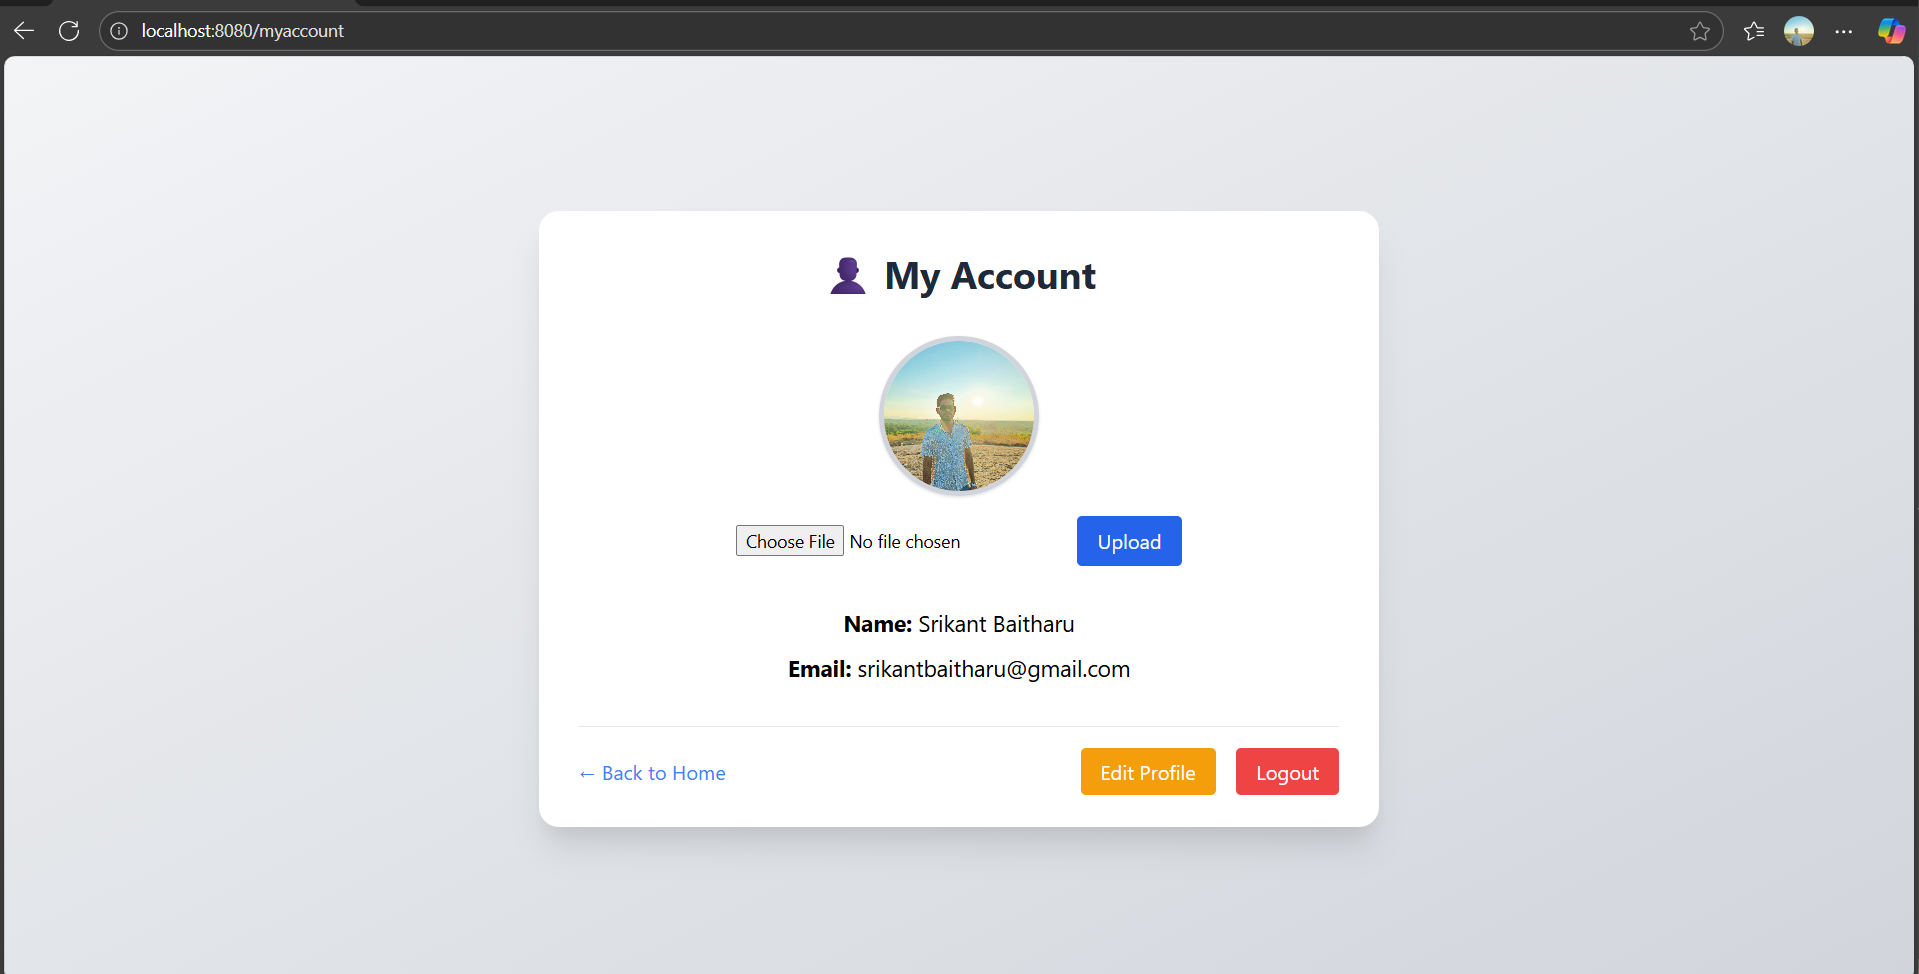 localhost:8080/myaccount
My Account
Choose File No file chosen Upload
Name: Srikant Baitharu
Email: srikantbaitharu@gmail.com
← Back to Home Edit Profile Logout